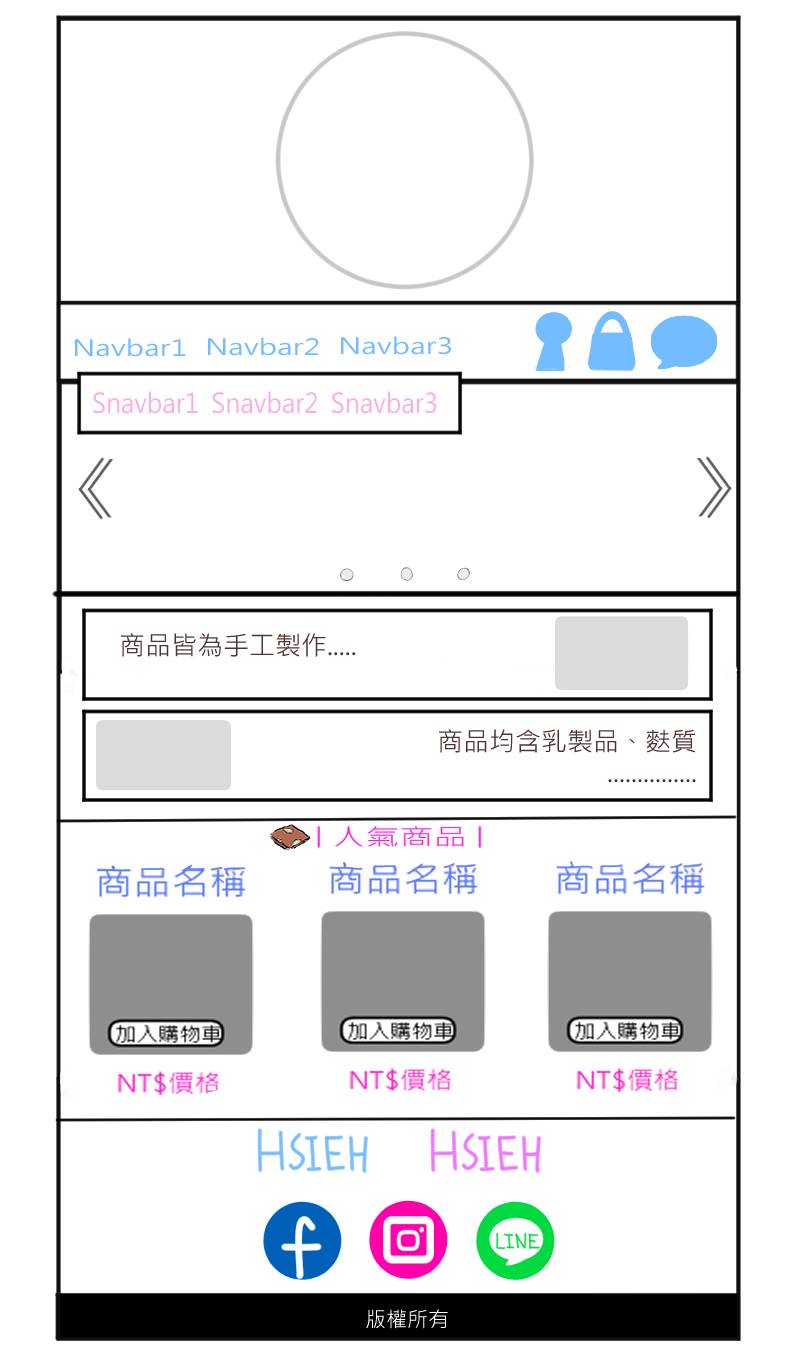 Navbar1 Navbar2 Navbar3
Snavbar1 Snavbar2 Snavbar3
商品皆為手工製作.....
商品均含乳製品、麩質
...............
| 人氣商品 |
商品名稱 商品名稱 商品名稱
加入購物車 加入購物車 加入購物車
NT$價格 NT$價格 NT$價格
HSIEH HSIEH
f LINE
版權所有